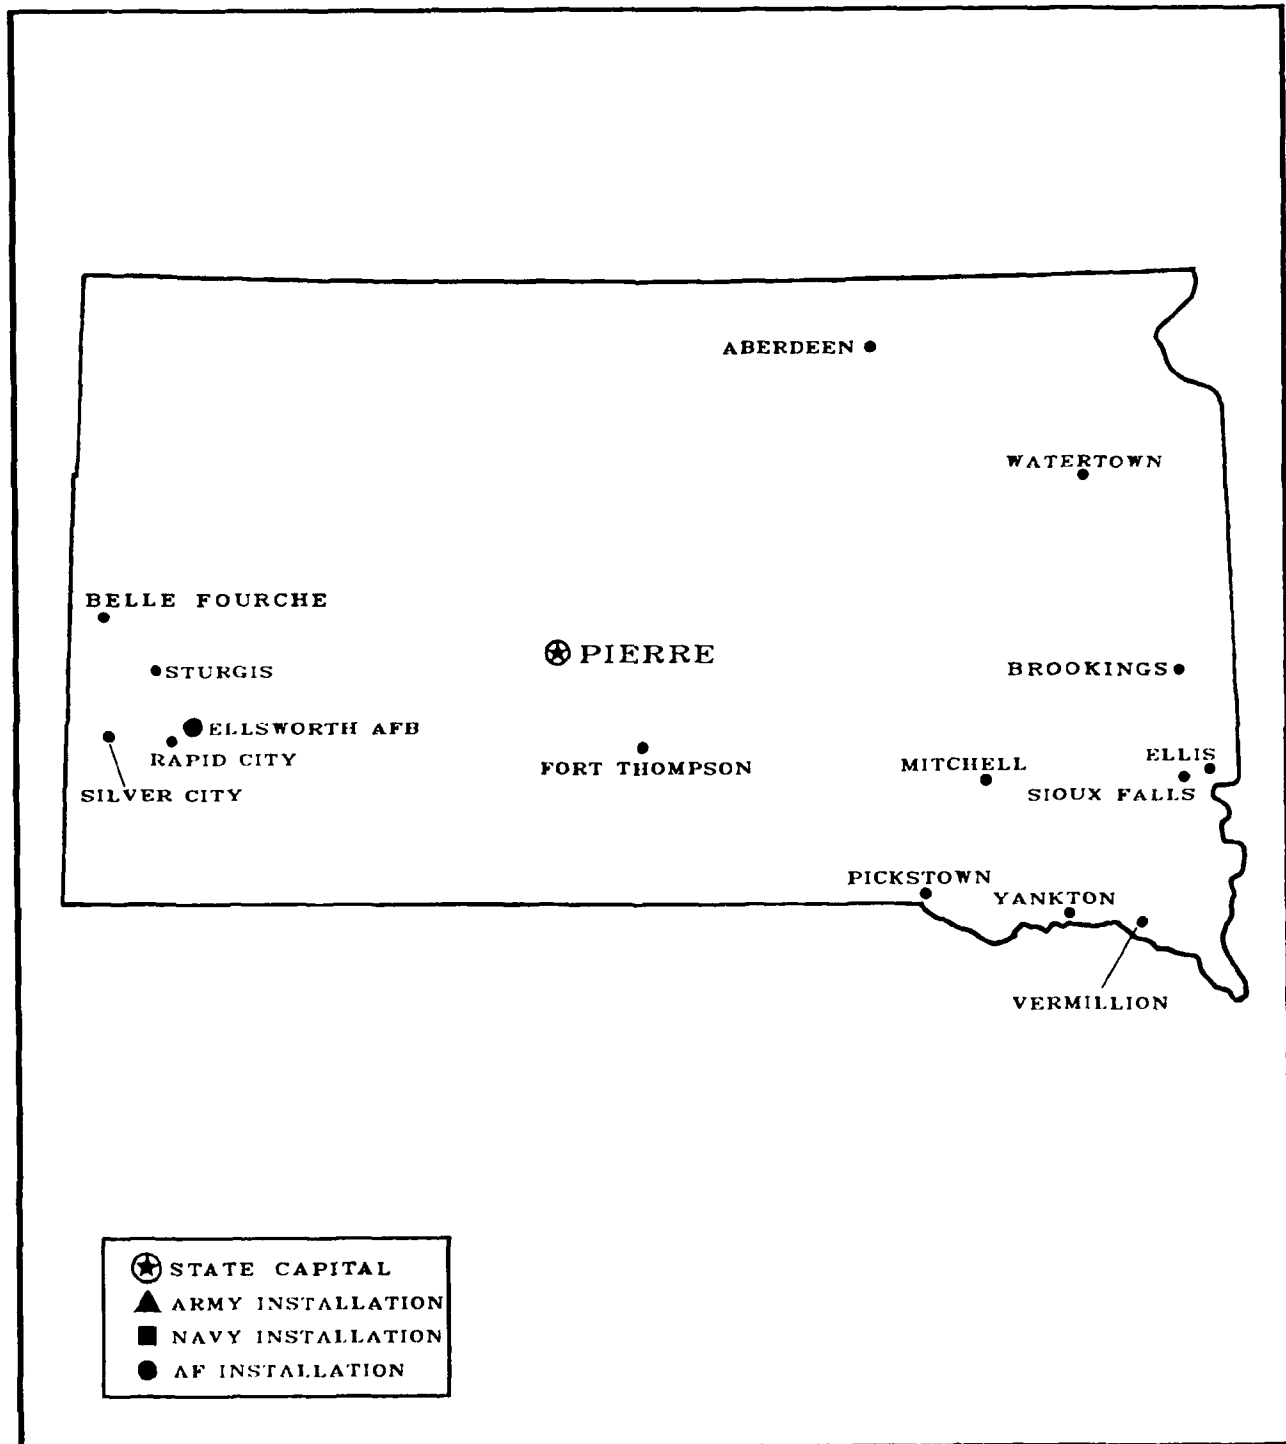 ABERDEEN
WATERTOWN
BELLE FOURCHE
PIERRE
STURGIS
BROOKINGS
ELLSWORTH AFB
RAPID CITY
SILVER CITY
FORT THOMPSON
MITCHELL
ELLIS
SIOUX FALLS
PICKSTOWN
YANKTON
VERMILLION
STATE CAPITAL
ARMY INSTALLATION
NAVY INSTALLATION
AF INSTALLATION